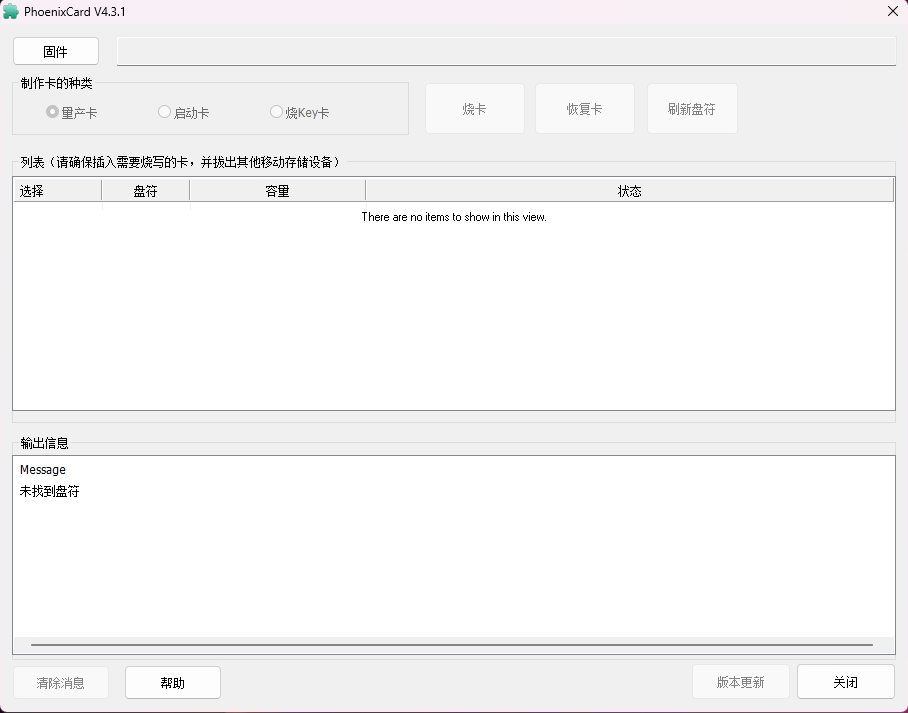 PhoenixCard V4.3.1
固件
制作卡的种类
量产卡 启动卡 烧Key卡
烧卡 恢复卡 刷新盘符
列表（请确保插入需要烧写的卡，并拔出其他移动存储设备）
选择 盘符 容量 状态
There are no items to show in this view.
输出信息
Message
未找到盘符
清除消息 帮助 版本更新 关闭